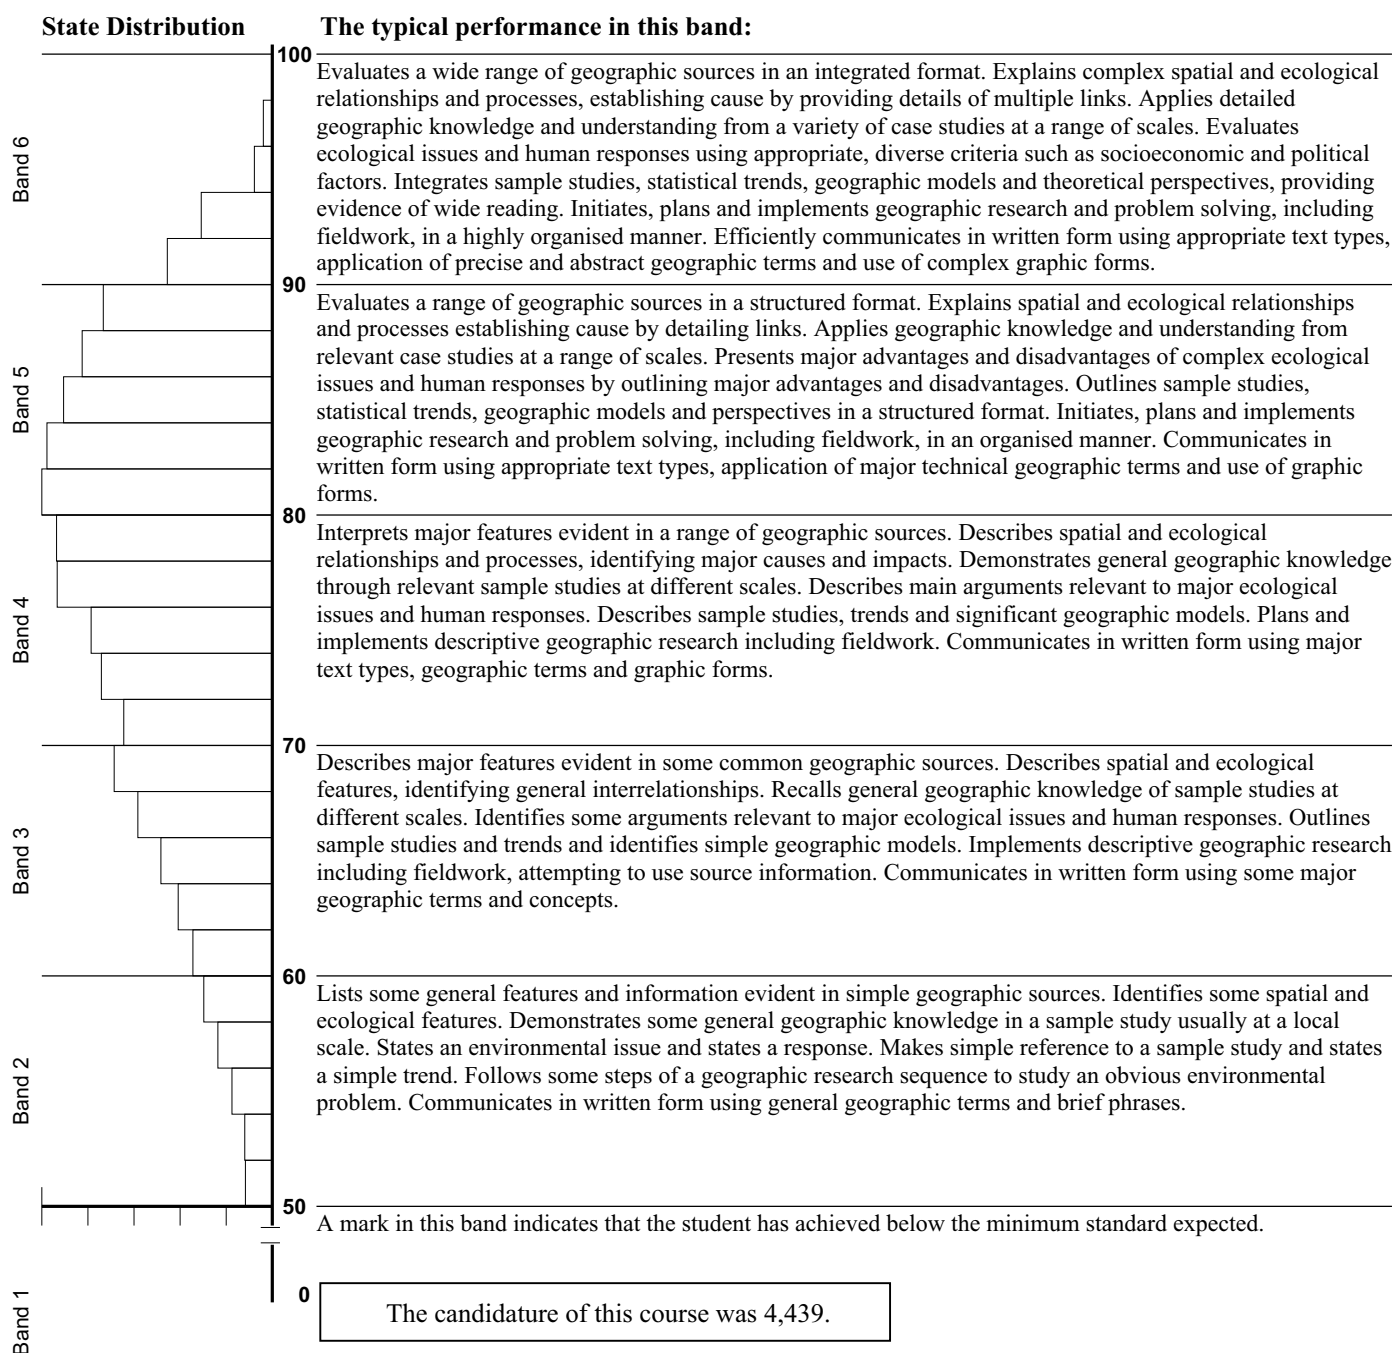 State Distribution
The typical performance in this band:
100
Band 6
Evaluates a wide range of geographic sources in an integrated format. Explains complex spatial and ecological
relationships and processes, establishing cause by providing details of multiple links. Applies detailed
geographic knowledge and understanding from a variety of case studies at a range of scales. Evaluates
ecological issues and human responses using appropriate, diverse criteria such as socioeconomic and political
factors. Integrates sample studies, statistical trends, geographic models and theoretical perspectives, providing
evidence of wide reading. Initiates, plans and implements geographic research and problem solving, including
fieldwork, in a highly organised manner. Efficiently communicates in written form using appropriate text types,
application of precise and abstract geographic terms and use of complex graphic forms.
90
Band 5
Evaluates a range of geographic sources in a structured format. Explains spatial and ecological relationships
and processes establishing cause by detailing links. Applies geographic knowledge and understanding from
relevant case studies at a range of scales. Presents major advantages and disadvantages of complex ecological
issues and human responses by outlining major advantages and disadvantages. Outlines sample studies,
statistical trends, geographic models and perspectives in a structured format. Initiates, plans and implements
geographic research and problem solving, including fieldwork, in an organised manner. Communicates in
written form using appropriate text types, application of major technical geographic terms and use of graphic
forms.
80
Band 4
Interprets major features evident in a range of geographic sources. Describes spatial and ecological
relationships and processes, identifying major causes and impacts. Demonstrates general geographic knowledge
through relevant sample studies at different scales. Describes main arguments relevant to major ecological
issues and human responses. Describes sample studies, trends and significant geographic models. Plans and
implements descriptive geographic research including fieldwork. Communicates in written form using major
text types, geographic terms and graphic forms.
70
Band 3
Describes major features evident in some common geographic sources. Describes spatial and ecological
features, identifying general interrelationships. Recalls general geographic knowledge of sample studies at
different scales. Identifies some arguments relevant to major ecological issues and human responses. Outlines
sample studies and trends and identifies simple geographic models. Implements descriptive geographic research
including fieldwork, attempting to use source information. Communicates in written form using some major
geographic terms and concepts.
60
Band 2
Lists some general features and information evident in simple geographic sources. Identifies some spatial and
ecological features. Demonstrates some general geographic knowledge in a sample study usually at a local
scale. States an environmental issue and states a response. Makes simple reference to a sample study and states
a simple trend. Follows some steps of a geographic research sequence to study an obvious environmental
problem. Communicates in written form using general geographic terms and brief phrases.
50
A mark in this band indicates that the student has achieved below the minimum standard expected.
Band 1
0
The candidature of this course was 4,439.